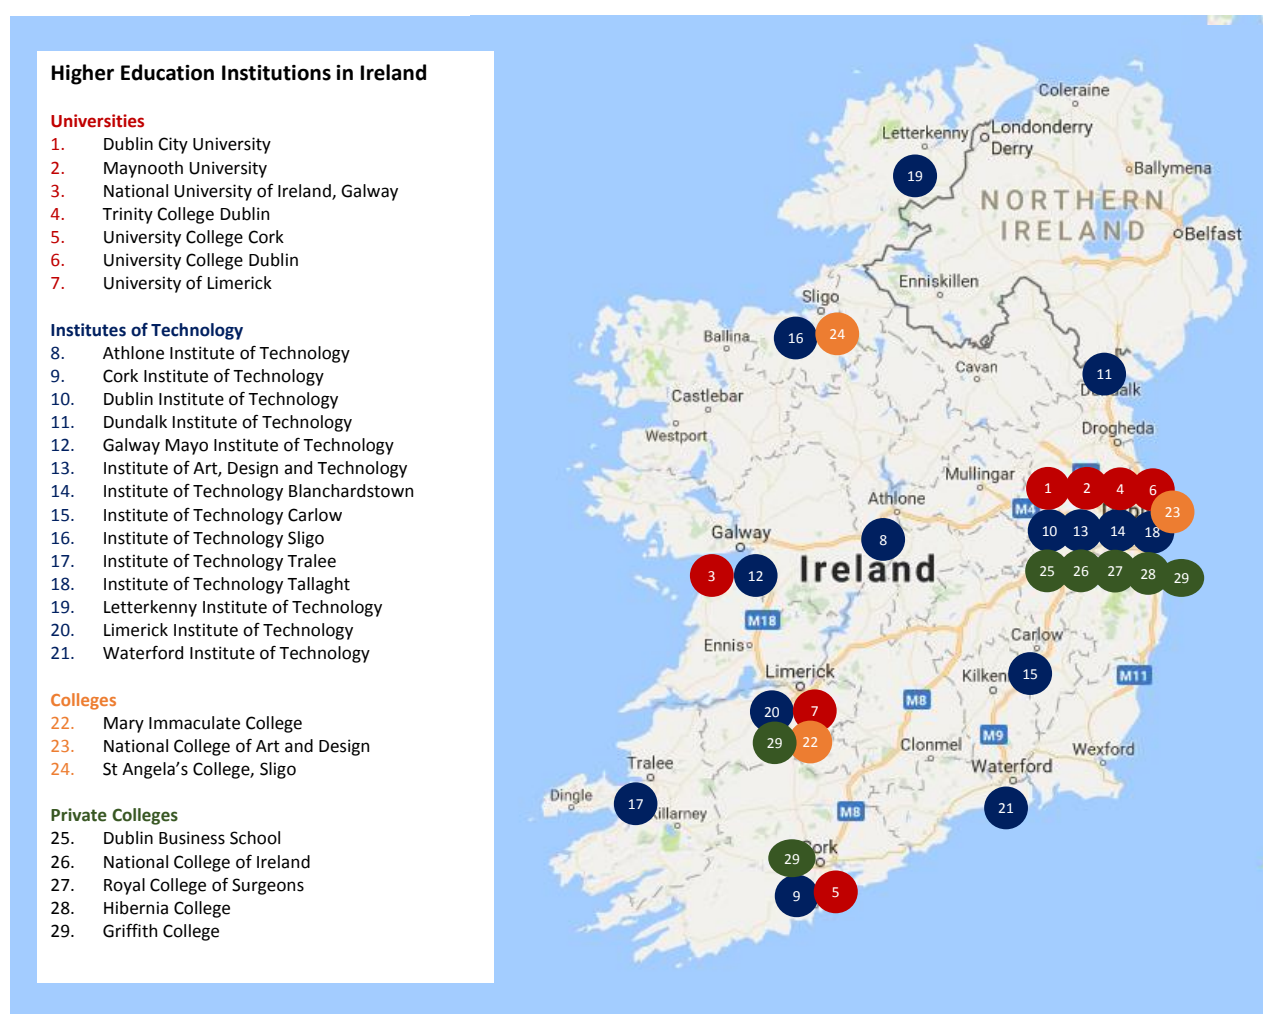 Higher Education Institutions in Ireland
Universities
1. Dublin City University
2. Maynooth University
3. National University of Ireland, Galway
4. Trinity College Dublin
5. University College Cork
6. University College Dublin
7. University of Limerick
Institutes of Technology
8. Athlone Institute of Technology
9. Cork Institute of Technology
10. Dublin Institute of Technology
11. Dundalk Institute of Technology
12. Galway Mayo Institute of Technology
13. Institute of Art, Design and Technology
14. Institute of Technology Blanchardstown
15. Institute of Technology Carlow
16. Institute of Technology Sligo
17. Institute of Technology Tralee
18. Institute of Technology Tallaght
19. Letterkenny Institute of Technology
20. Limerick Institute of Technology
21. Waterford Institute of Technology
Colleges
22. Mary Immaculate College
23. National College of Art and Design
24. St Angela’s College, Sligo
Private Colleges
25. Dublin Business School
26. National College of Ireland
27. Royal College of Surgeons
28. Hibernia College
29. Griffith College
Coleraine
Letterkenny
Londonderry
Derry
Ballymena
19
NORTHERN
IRELAND
Belfast
Enniskillen
Sligo
Ballina
16
24
Cavan
11
Castlebar
Drogheda
Westport
Mullingar
1
2
4
6
Athlone
M4
23
Galway
8
10
13
14
18
Ireland
3
12
25
26
27
28
29
M18
Carlow
Ennis
Limerick
Kilken
15
M11
M8
20
7
29
22
Clonmel
M9
Wexford
Tralee
Waterford
Dingle
17
illarney
M8
21
ork
29
9
5